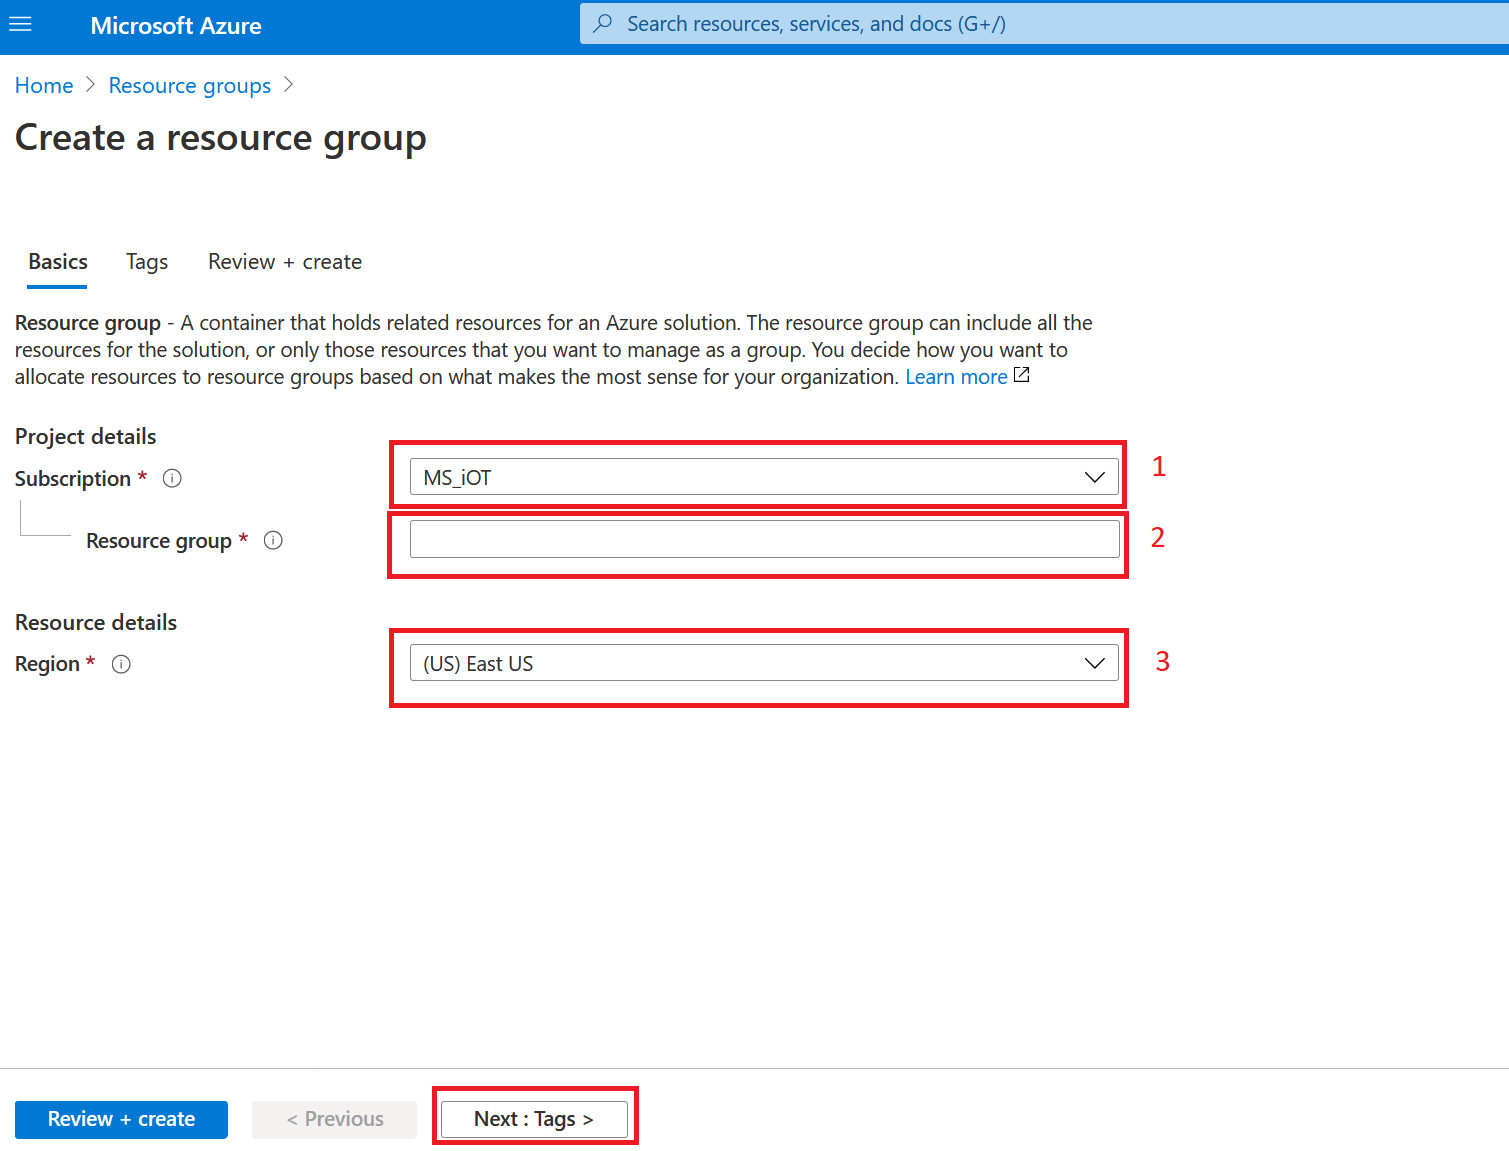 Microsoft Azure
Search resources, services, and docs (G+/)
Home > Resource groups >
Create a resource group
Basics Tags Review + create
Resource group - A container that holds related resources for an Azure solution. The resource group can include all the
resources for the solution, or only those resources that you want to manage as a group. You decide how you want to
allocate resources to resource groups based on what makes the most sense for your organization. Learn more
Project details
Subscription * MS_iOT 1
Resource group * 2
Resource details
Region * (US) East US 3
Review + create < Previous Next : Tags >